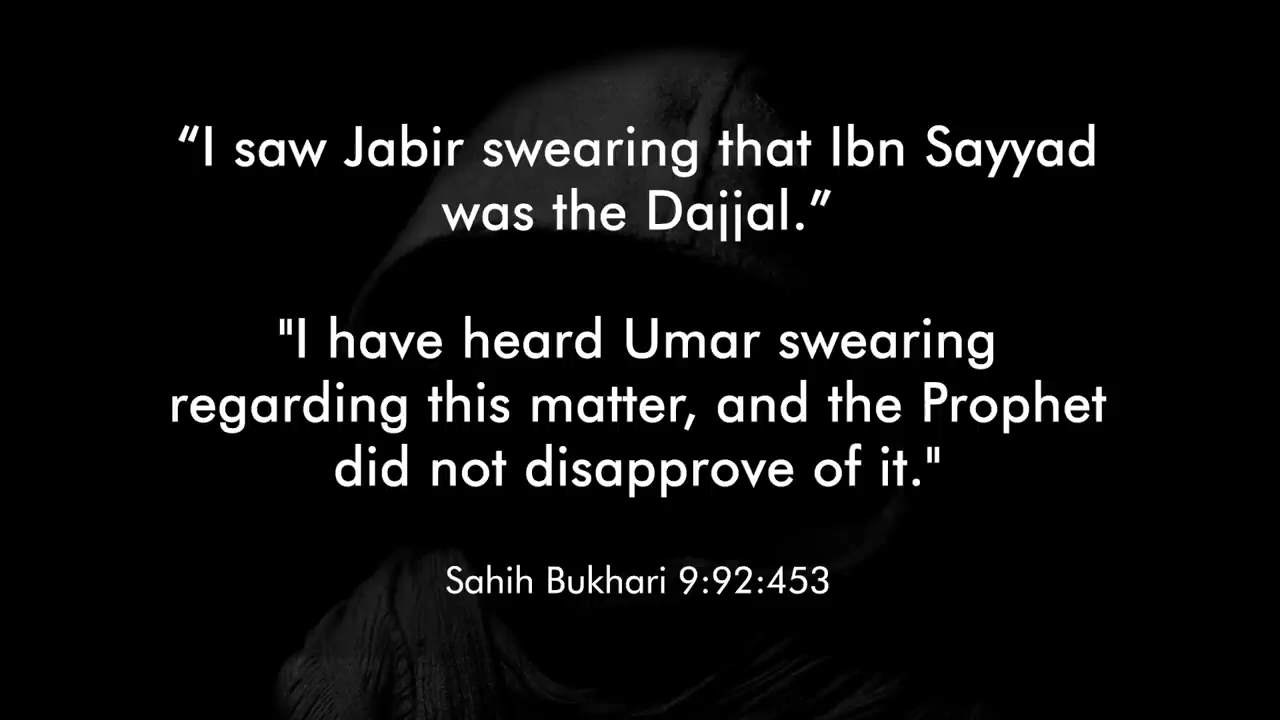 “I saw Jabir swearing that Ibn Sayyad
was the Dajjal.”
"I have heard Umar swearing
regarding this matter, and the Prophet
did not disapprove of it."
Sahih Bukhari 9:92:453